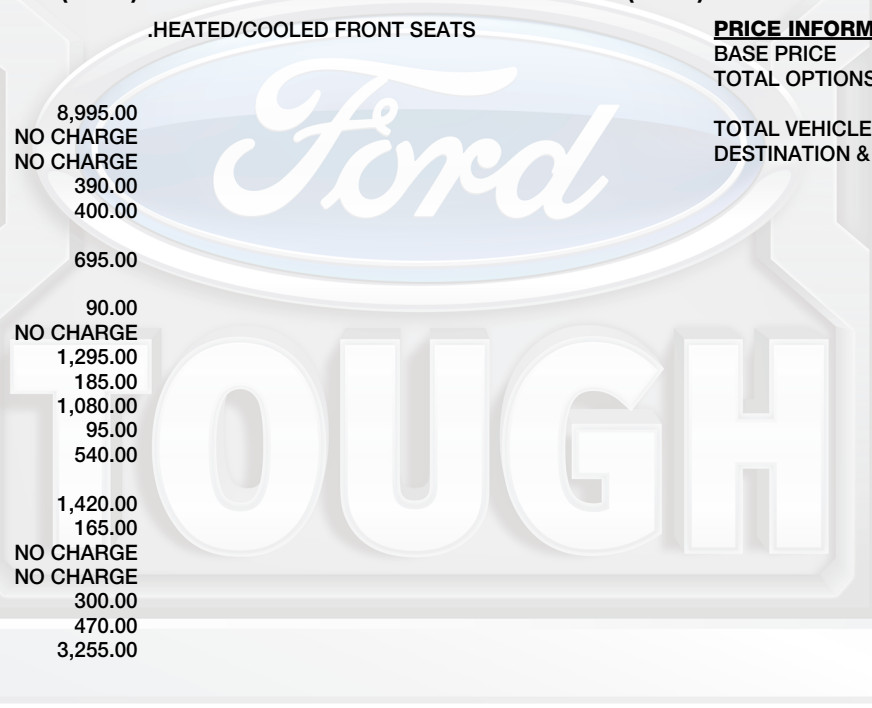 .HEATED/COOLED FRONT SEATS
8,995.00
NO CHARGE
NO CHARGE
390.00
400.00
695.00
90.00
NO CHARGE
1,295.00
185.00
1,080.00
95.00
540.00
1,420.00
165.00
NO CHARGE
NO CHARGE
300.00
470.00
3,255.00
PRICE INFORM
BASE PRICE
TOTAL OPTIONS
TOTAL VEHICLE
DESTINATION &
Ford
TOUGH